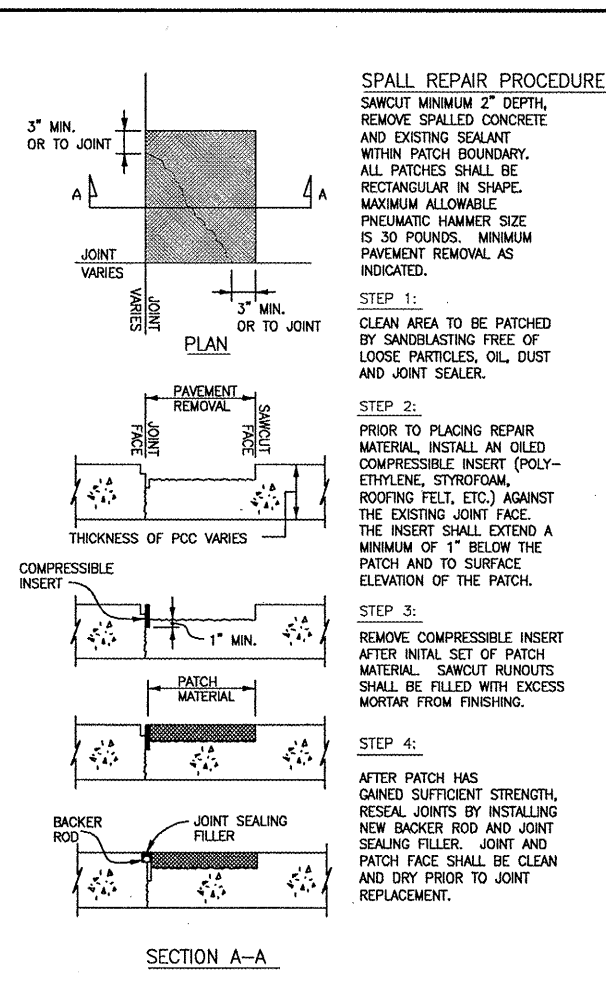 3" MIN.
OR TO JOINT
A
A
JOINT
VARIES
JOINT
VARIES
3" MIN.
OR TO JOINT
PLAN
PAVEMENT
REMOVAL
JOINT
FACE
SAWCUT
FACE
THICKNESS OF PCC VARIES
COMPRESSIBLE
INSERT
1" MIN.
PATCH
MATERIAL
BACKER
ROD
JOINT SEALING
FILLER
SECTION A-A
SPALL REPAIR PROCEDURE
SAWCUT MINIMUM 2" DEPTH,
REMOVE SPALLED CONCRETE
AND EXISTING SEALANT
WITHIN PATCH BOUNDARY.
ALL PATCHES SHALL BE
RECTANGULAR IN SHAPE.
MAXIMUM ALLOWABLE
PNEUMATIC HAMMER SIZE
IS 30 POUNDS. MINIMUM
PAVEMENT REMOVAL AS
INDICATED.
STEP 1:
CLEAN AREA TO BE PATCHED
BY SANDBLASTING FREE OF
LOOSE PARTICLES, OIL, DUST
AND JOINT SEALER.
STEP 2:
PRIOR TO PLACING REPAIR
MATERIAL, INSTALL AN OILED
COMPRESSIBLE INSERT (POLY-
ETHYLENE, STYROFOAM,
ROOFING FELT, ETC.) AGAINST
THE EXISTING JOINT FACE.
THE INSERT SHALL EXTEND A
MINIMUM OF 1" BELOW THE
PATCH AND TO SURFACE
ELEVATION OF THE PATCH.
STEP 3:
REMOVE COMPRESSIBLE INSERT
AFTER INITAL SET OF PATCH
MATERIAL. SAWCUT RUNOUTS
SHALL BE FILLED WITH EXCESS
MORTAR FROM FINISHING.
STEP 4:
AFTER PATCH HAS
GAINED SUFFICIENT STRENGTH,
RESEAL JOINTS BY INSTALLING
NEW BACKER ROD AND JOINT
SEALING FILLER. JOINT AND
PATCH FACE SHALL BE CLEAN
AND DRY PRIOR TO JOINT
REPLACEMENT.